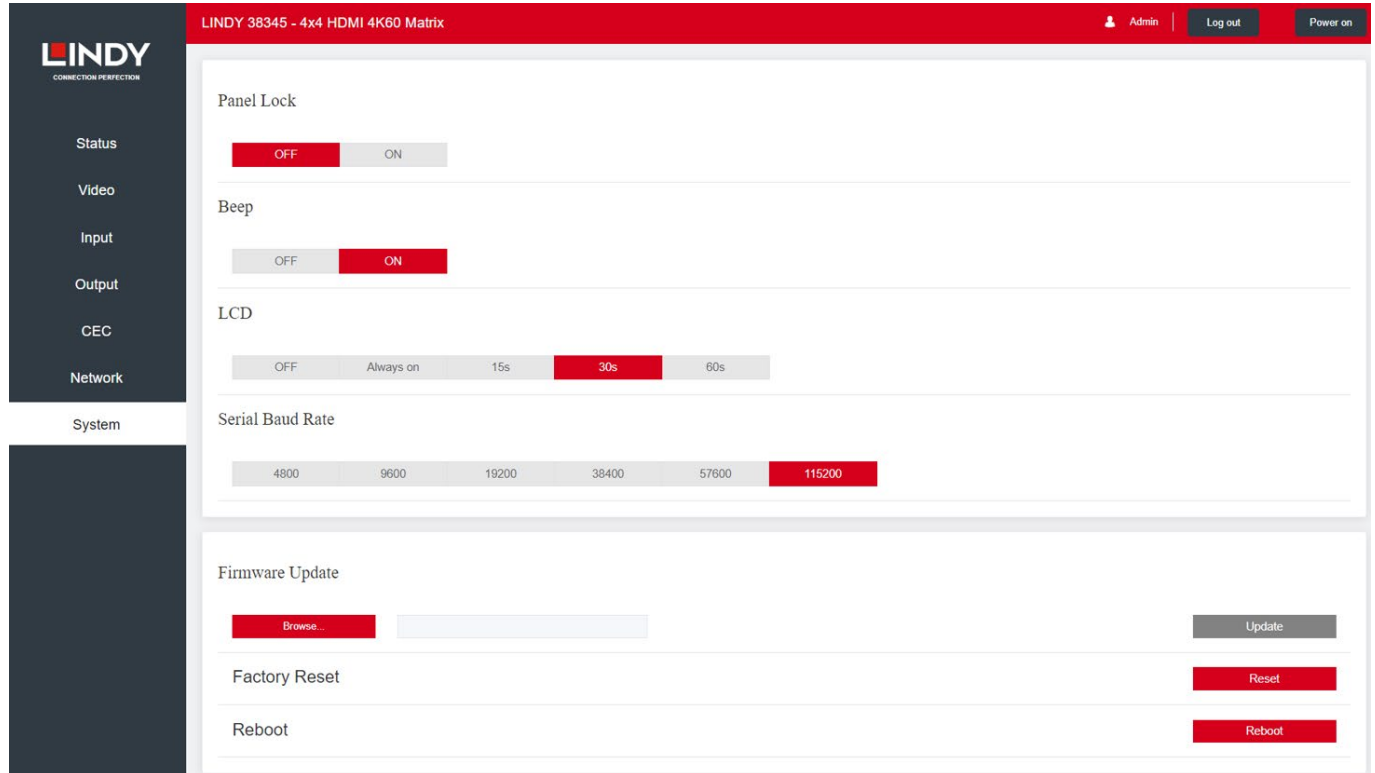 LINDY 38345 - 4x4 HDMI 4K60 Matrix
Admin
Log out
Power on
LINDY
CONNECTION PERFECTION
Status
Video
Input
Output
CEC
Network
System
Panel Lock
OFF ON
Beep
OFF ON
LCD
OFF Always on 15s 30s 60s
Serial Baud Rate
4800 9600 19200 38400 57600 115200
Firmware Update
Browse... Update
Factory Reset Reset
Reboot Reboot